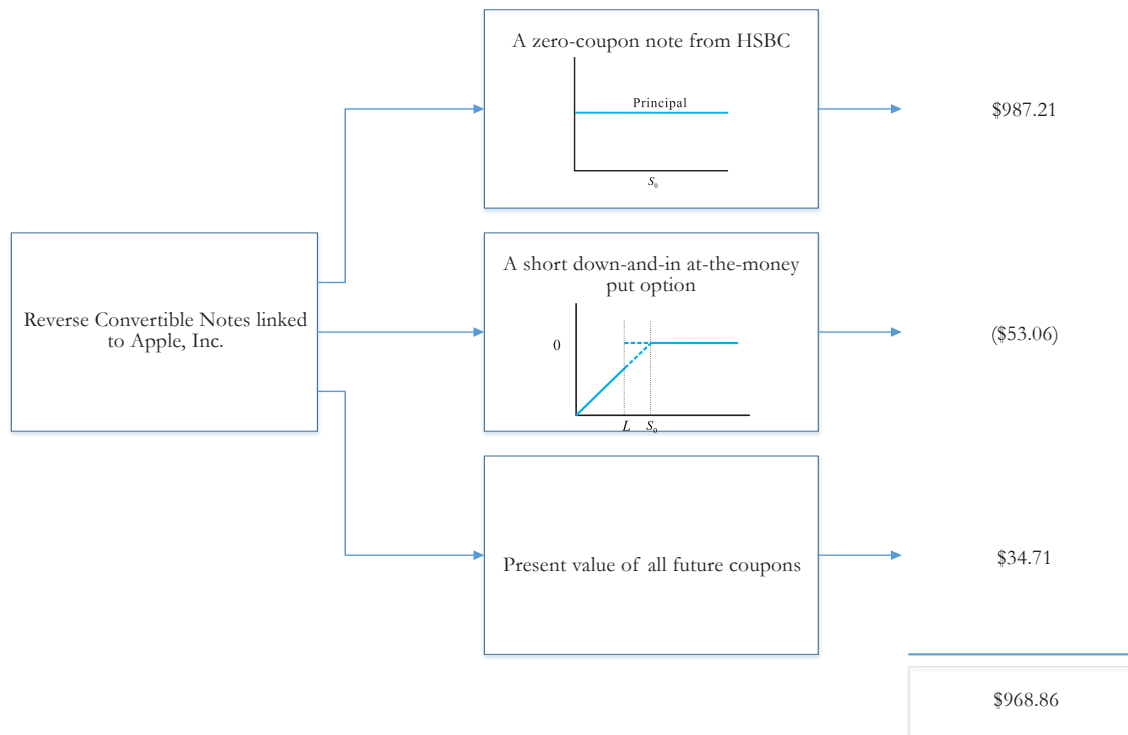 A zero-coupon note from HSBC
Principal
S₀
$987.21
Reverse Convertible Notes linked
to Apple, Inc.
A short down-and-in at-the-money
put option
0
L S₀
($53.06)
Present value of all future coupons
$34.71
$968.86